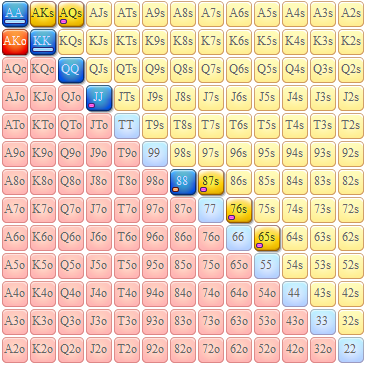 AA AKs AQs AJs ATs A9s A8s A7s A6s A5s A4s A3s A2s
AKo KK KQs KJs KTs K9s K8s K7s K6s K5s K4s K3s K2s
AQo KQo QQ QJs QTs Q9s Q8s Q7s Q6s Q5s Q4s Q3s Q2s
AJo KJo QJo JJ JTs J9s J8s J7s J6s J5s J4s J3s J2s
ATo KTo QTo JTo TT T9s T8s T7s T6s T5s T4s T3s T2s
A9o K9o Q9o J9o T9o 99 98s 97s 96s 95s 94s 93s 92s
A8o K8o Q8o J8o T8o 98o 88 87s 86s 85s 84s 83s 82s
A7o K7o Q7o J7o T7o 97o 87o 77 76s 75s 74s 73s 72s
A6o K6o Q6o J6o T6o 96o 86o 76o 66 65s 64s 63s 62s
A5o K5o Q5o J5o T5o 95o 85o 75o 65o 55 54s 53s 52s
A4o K4o Q4o J4o T4o 94o 84o 74o 64o 54o 44 43s 42s
A3o K3o Q3o J3o T3o 93o 83o 73o 63o 53o 43o 33 32s
A2o K2o Q2o J2o T2o 92o 82o 72o 62o 52o 42o 32o 22